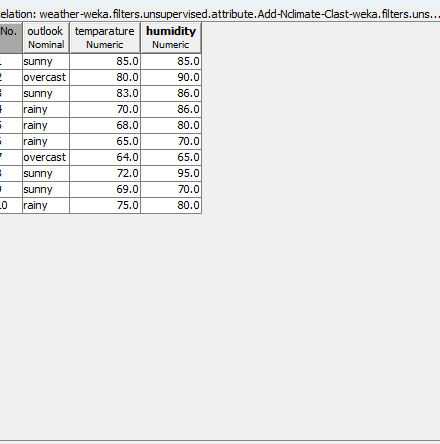 elation: weather-weka.filters.unsupervised.attribute.Add-Nclimate-Clast-weka.filters.uns...
No. outlook temparature humidity
Nominal Numeric Numeric
1 sunny 85.0 85.0
2 overcast 80.0 90.0
3 sunny 83.0 86.0
4 rainy 70.0 86.0
5 rainy 68.0 80.0
6 rainy 65.0 70.0
7 overcast 64.0 65.0
8 sunny 72.0 95.0
9 sunny 69.0 70.0
10 rainy 75.0 80.0